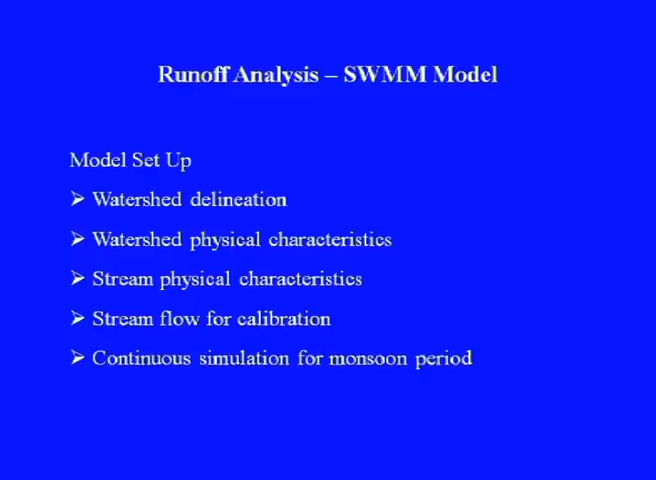 Runoff Analysis – SWMM Model
Model Set Up
➢ Watershed delineation
➢ Watershed physical characteristics
➢ Stream physical characteristics
➢ Stream flow for calibration
➢ Continuous simulation for monsoon period